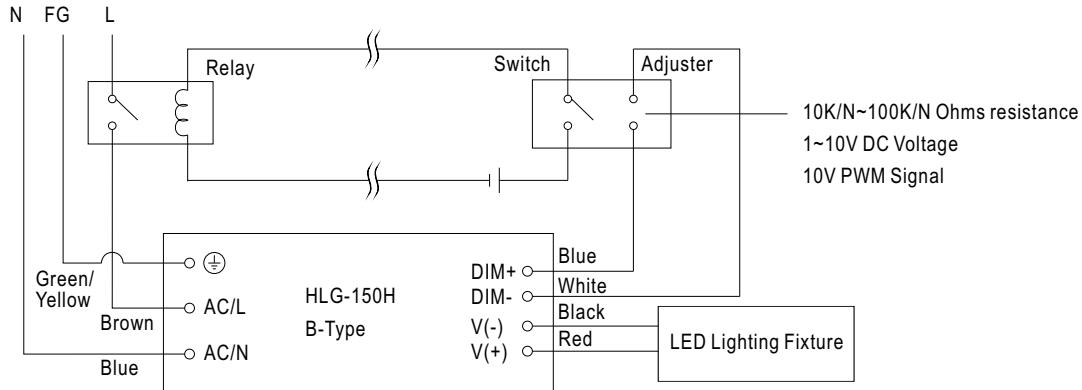 N FG L
Relay
Switch
Adjuster
10K/N~100K/N Ohms resistance
1~10V DC Voltage
10V PWM Signal
Green/
Yellow
Brown
Blue
AC/L
AC/N
HLG-150H
B-Type
DIM+
DIM-
V(-)
V(+)
Blue
White
Black
Red
LED Lighting Fixture